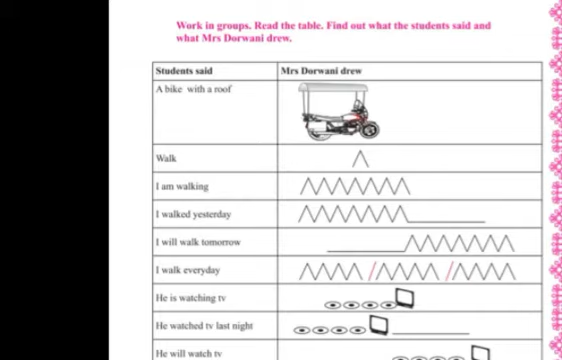 Work in groups. Read the table. Find out what the students said and
what Mrs Dorwani drew.
Students said
Mrs Dorwani drew
A bike with a roof
Walk
I am walking
I walked yesterday
I will walk tomorrow
I walk everyday
He is watching tv
He watched tv last night
He will watch tv